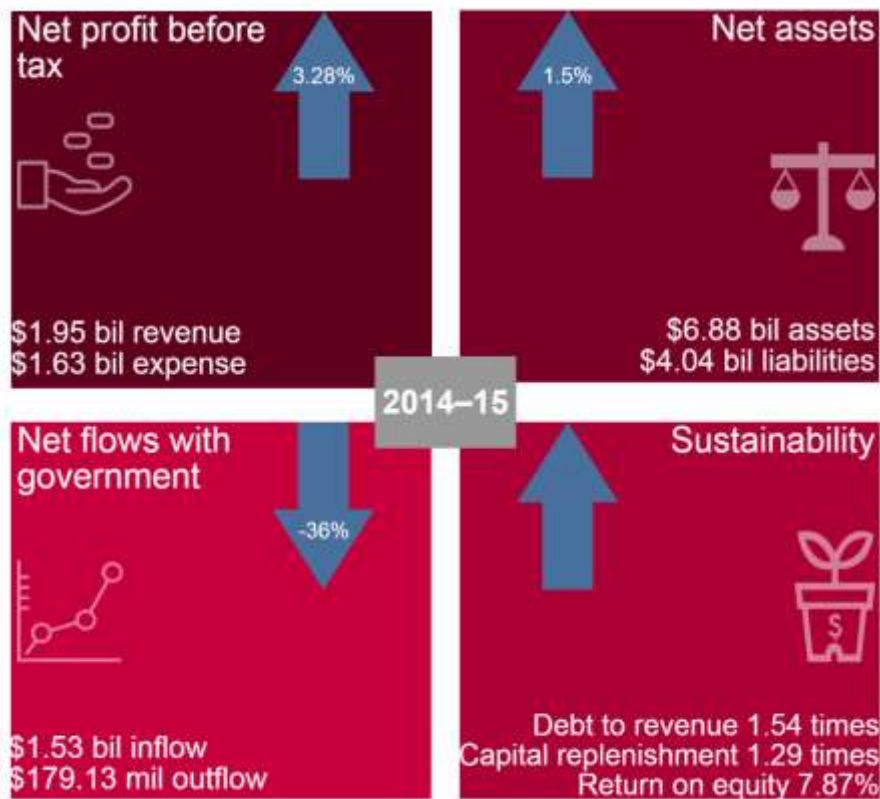 Net profit before
tax
3.28%
$1.95 bil revenue
$1.63 bil expense
Net assets
1.5%
$6.88 bil assets
$4.04 bil liabilities
2014–15
Net flows with
government
-36%
$1.53 bil inflow
$179.13 mil outflow
Sustainability
$
Debt to revenue 1.54 times
Capital replenishment 1.29 times
Return on equity 7.87%